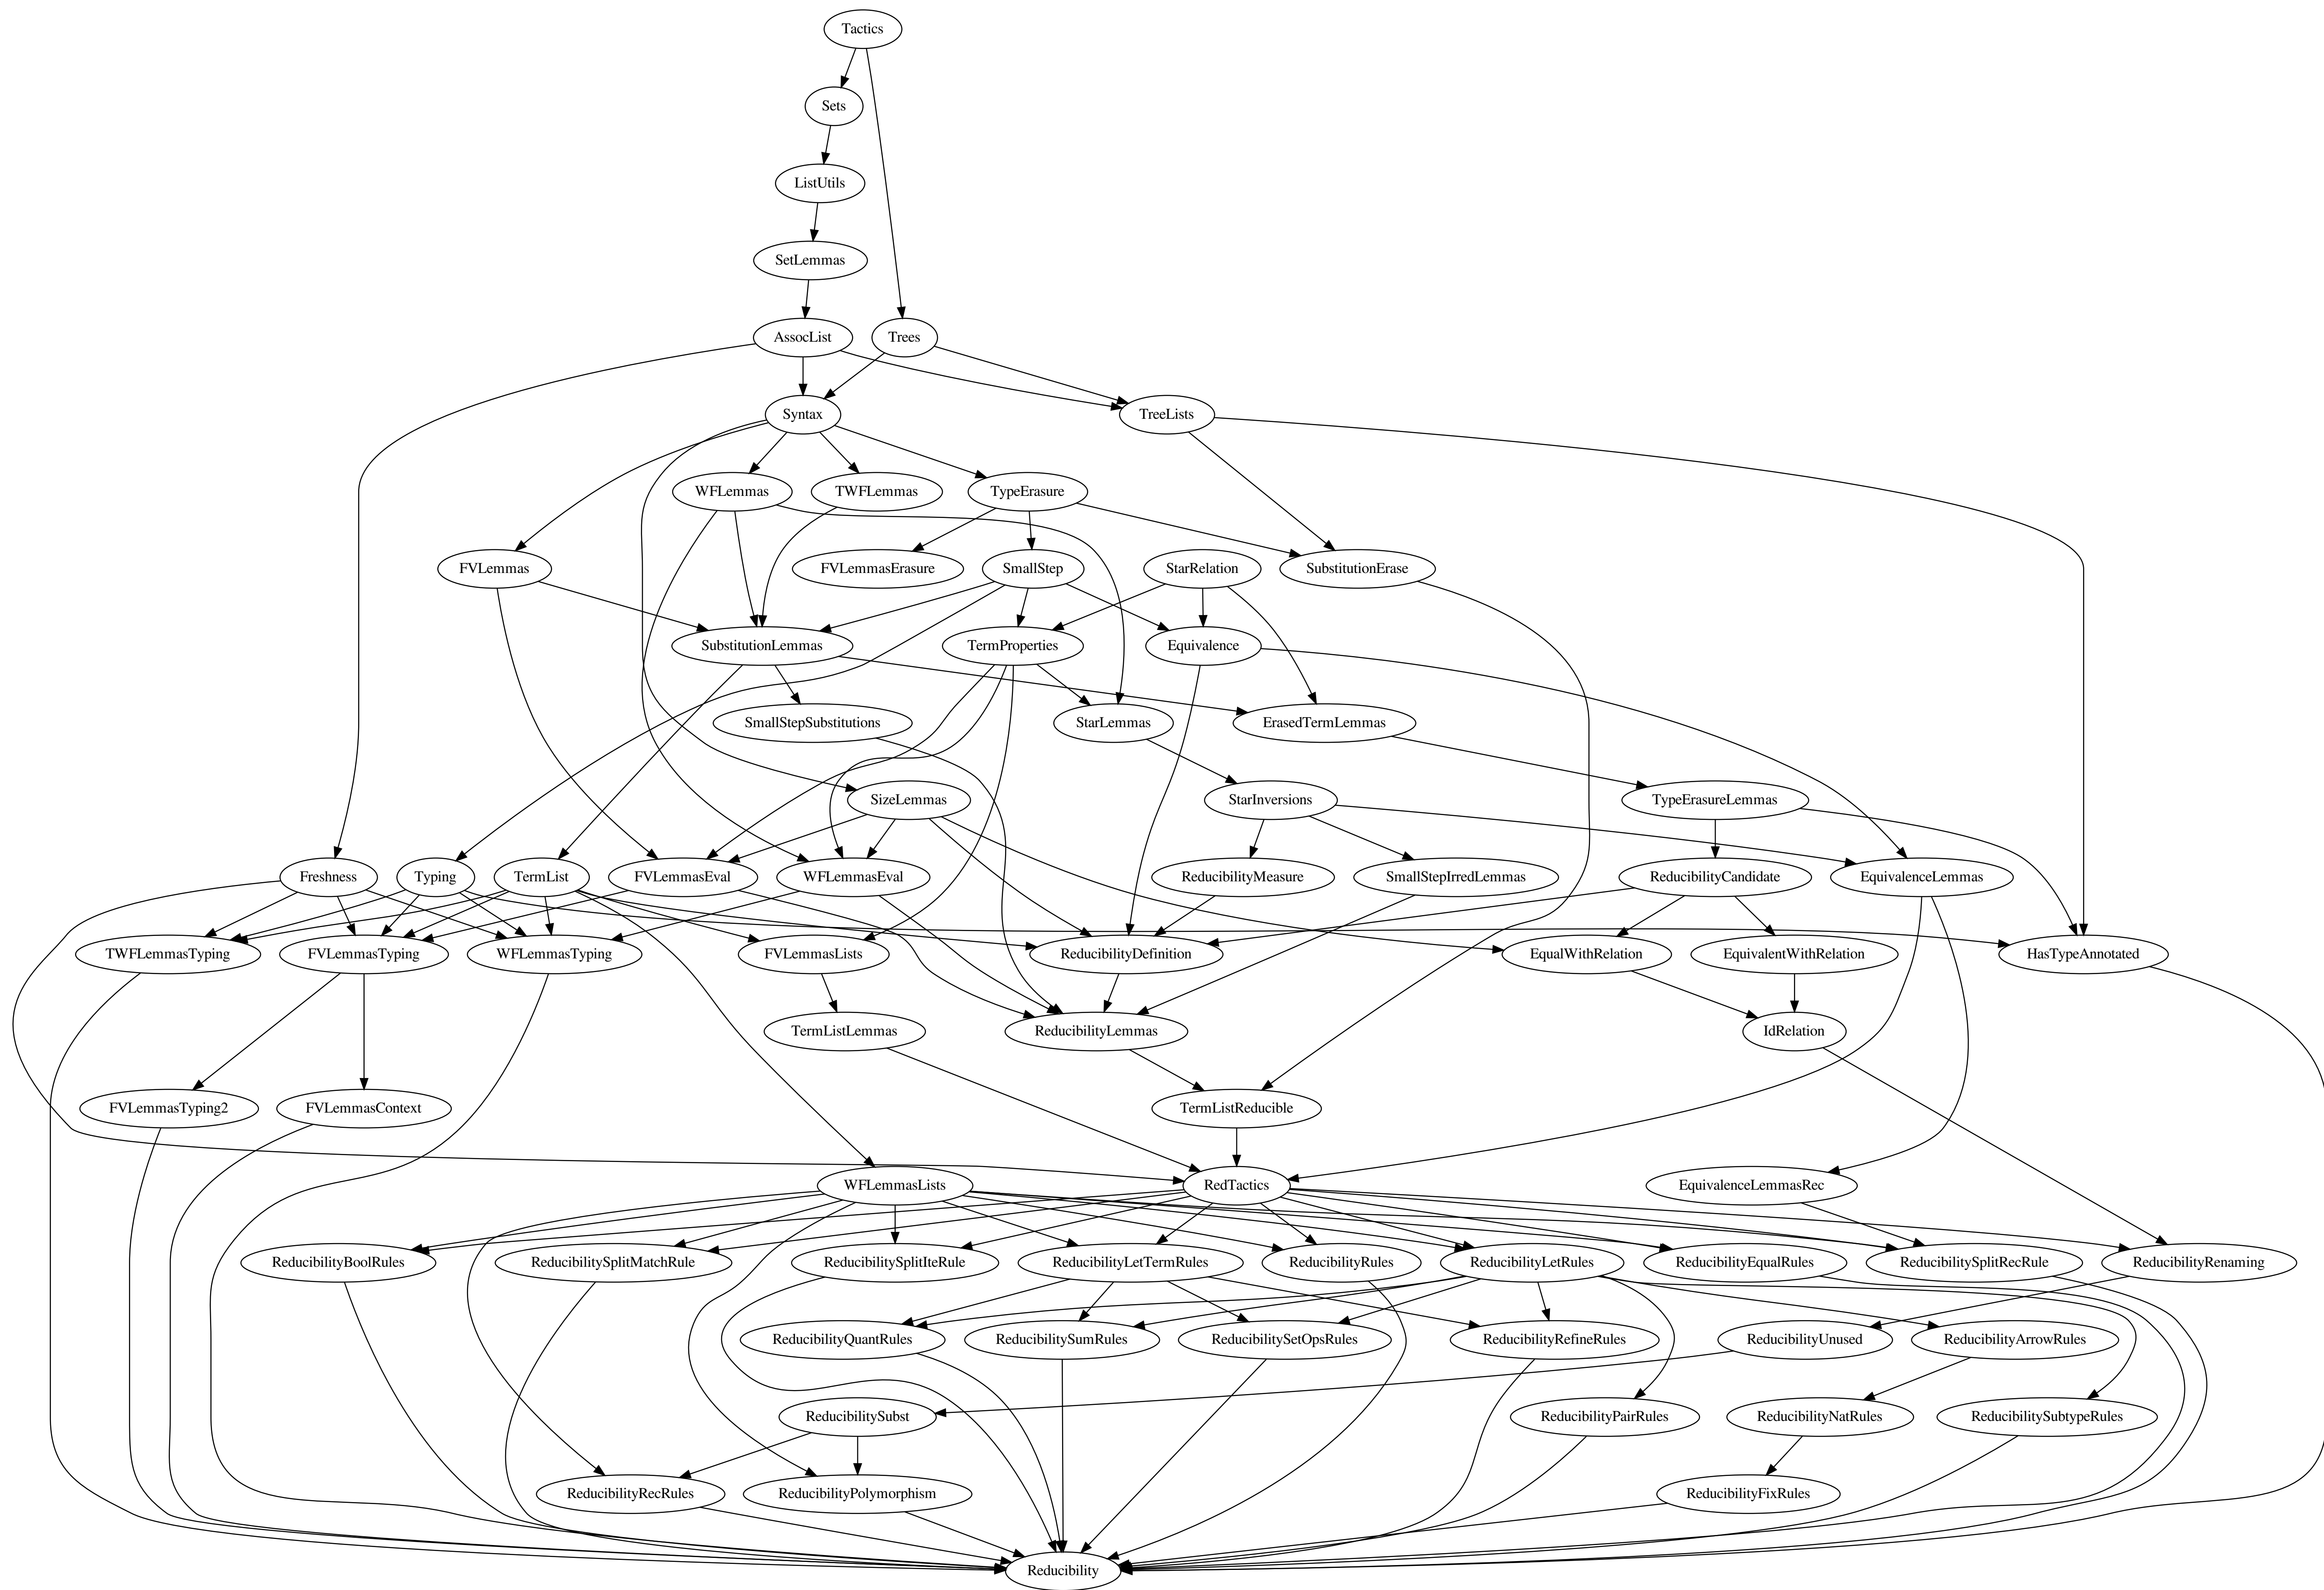 Tactics
Sets
ListUtils
SetLemmas
AssocList
Trees
Syntax
TreeLists
WFLemmas
TWFLemmas
TypeErasure
FVLemmas
FVLemmasErasure
SmallStep
StarRelation
SubstitutionErase
SubstitutionLemmas
TermProperties
Equivalence
SmallStepSubstitutions
StarLemmas
ErasedTermLemmas
SizeLemmas
StarInversions
TypeErasureLemmas
Freshness
Typing
TermList
FVLemmasEval
WFLemmasEval
ReducibilityMeasure
SmallStepIrredLemmas
ReducibilityCandidate
EquivalenceLemmas
TWFLemmasTyping
FVLemmasTyping
WFLemmasTyping
FVLemmasLists
ReducibilityDefinition
EqualWithRelation
EquivalentWithRelation
HasTypeAnnotated
TermListLemmas
ReducibilityLemmas
IdRelation
FVLemmasTyping2
FVLemmasContext
TermListReducible
WFLemmasLists
RedTactics
EquivalenceLemmasRec
ReducibilityBoolRules
ReducibilitySplitMatchRule
ReducibilitySplitIteRule
ReducibilityLetTermRules
ReducibilityRules
ReducibilityLetRules
ReducibilityEqualRules
ReducibilitySplitRecRule
ReducibilityRenaming
ReducibilityQuantRules
ReducibilitySumRules
ReducibilitySetOpsRules
ReducibilityRefineRules
ReducibilityUnused
ReducibilityArrowRules
ReducibilitySubst
ReducibilityPairRules
ReducibilityNatRules
ReducibilitySubtypeRules
ReducibilityRecRules
ReducibilityPolymorphism
ReducibilityFixRules
Reducibility